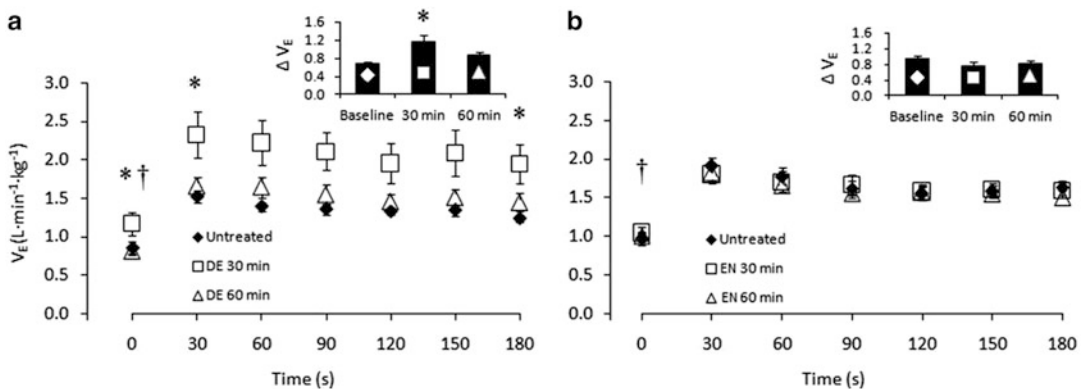 a
*
1.6
1.2
0.8
0.4
0.0
Δ V_E
Baseline 30 min 60 min
*
*
* †
3.0
2.5
2.0
1.5
1.0
0.5
0.0
V_E (L·min⁻¹·kg⁻¹)
Untreated
DE 30 min
DE 60 min
0 30 60 90 120 150 180
Time (s)
b
1.6
1.2
0.8
0.4
0.0
Δ V_E
Baseline 30 min 60 min
†
3.0
2.5
2.0
1.5
1.0
0.5
0.0
Untreated
EN 30 min
EN 60 min
0 30 60 90 120 150 180
Time (s)